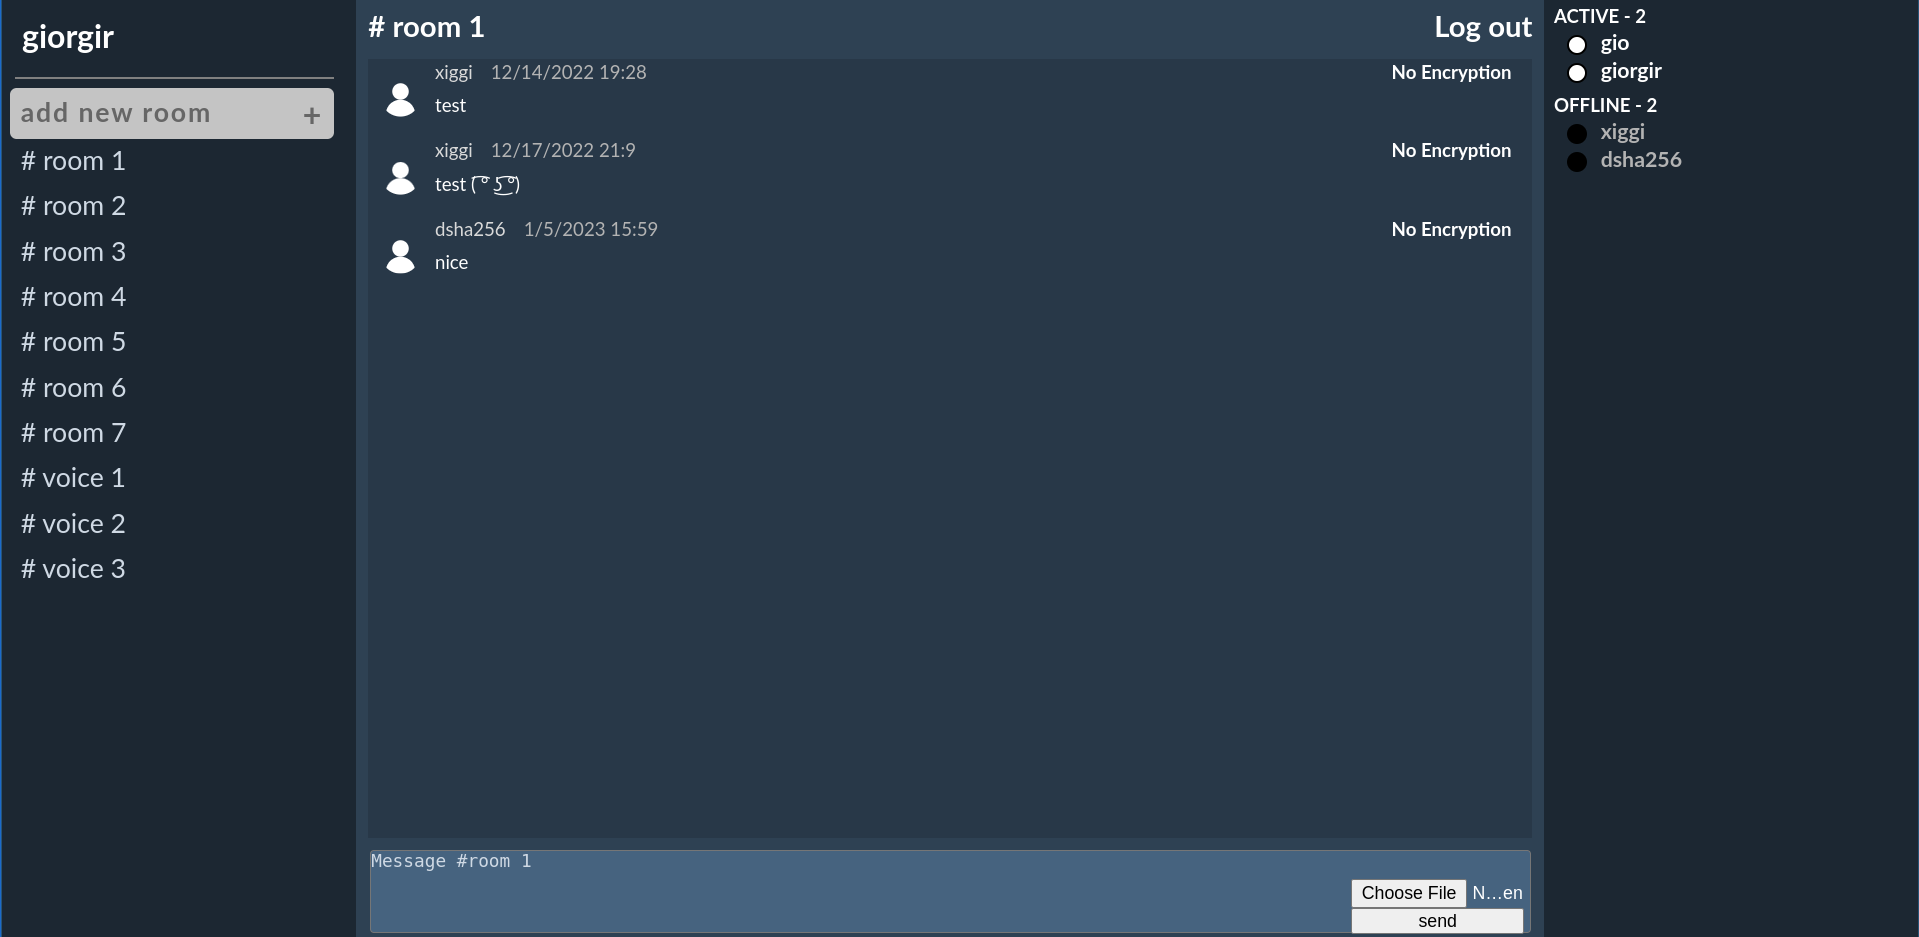 giorgir
add new room +
# room 1
# room 2
# room 3
# room 4
# room 5
# room 6
# room 7
# voice 1
# voice 2
# voice 3
# room 1 Log out
xiggi 12/14/2022 19:28 No Encryption
test
xiggi 12/17/2022 21:9 No Encryption
test ( ͡° ͜ʖ ͡°)
dsha256 1/5/2023 15:59 No Encryption
nice
Message #room 1
Choose File N...en
send
ACTIVE - 2
gio
giorgir
OFFLINE - 2
xiggi
dsha256